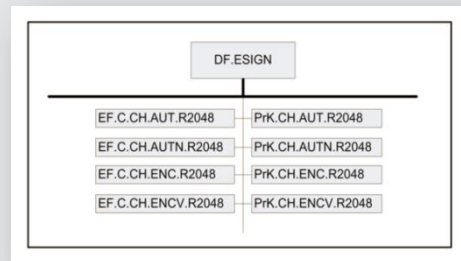 DF.ESIGN
EF.C.CH.AUT.R2048 PrK.CH.AUT.R2048
EF.C.CH.AUTN.R2048 PrK.CH.AUTN.R2048
EF.C.CH.ENC.R2048 PrK.CH.ENC.R2048
EF.C.CH.ENCV.R2048 PrK.CH.ENCV.R2048